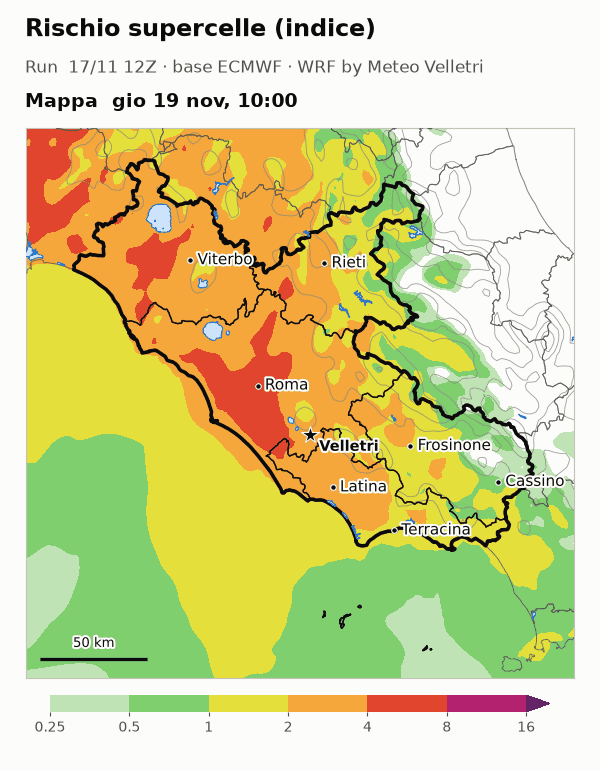 Rischio supercelle (indice)
Run  17/11 12Z · base ECMWF · WRF by Meteo Velletri
Mappa  gio 19 nov, 10:00
Viterbo
Rieti
Roma
Velletri
Frosinone
Latina
Cassino
Terracina
50 km
0.25 0.5 1 2 4 8 16